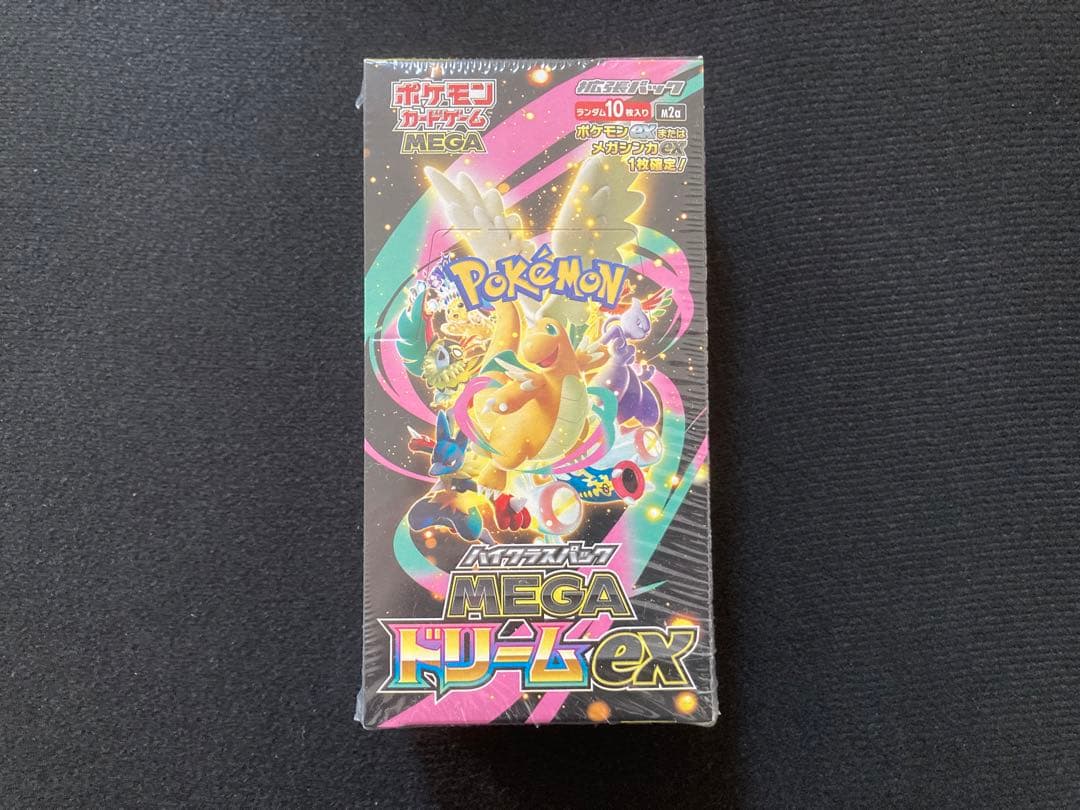 ポケモン
カードゲーム
MEGA
拡張パック
ランダム10枚入り M2a
ポケモンexまたは
メガシンカex
1枚確定!
POKÉMON
ハイクラスパック
MEGA
ドリームex